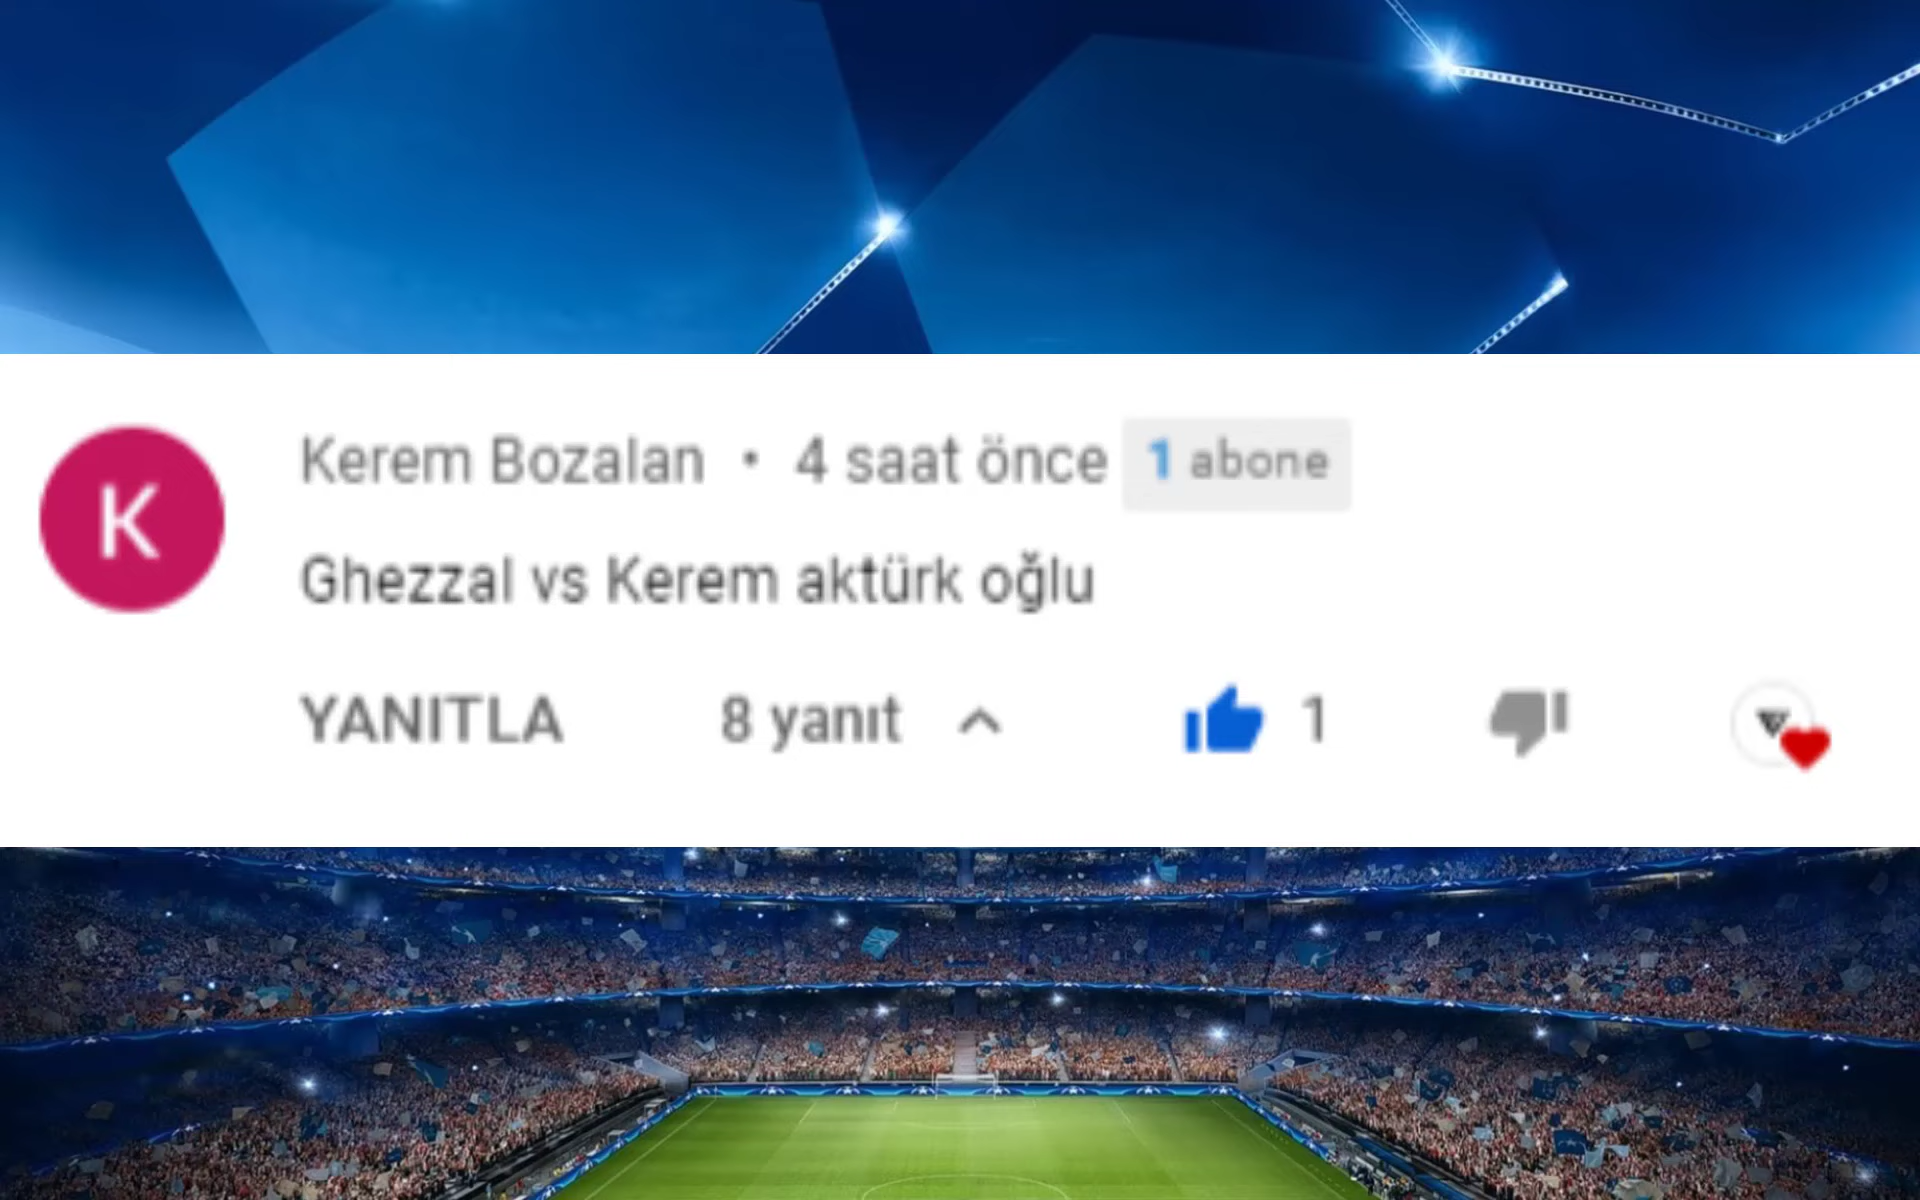 K
Kerem Bozalan • 4 saat önce 1 abone
Ghezzal vs Kerem aktürk oğlu
YANITLA 8 yanıt 1